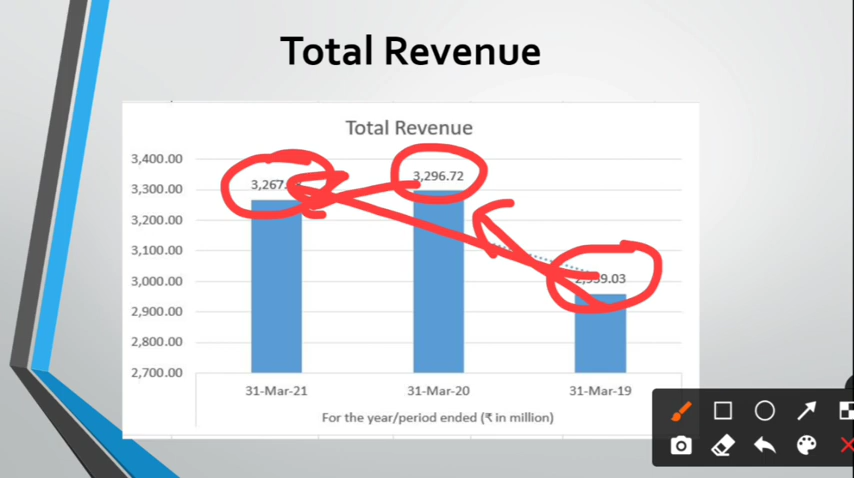 Total Revenue
Total Revenue
3,400.00
3,300.00
3,200.00
3,100.00
3,000.00
2,900.00
2,800.00
2,700.00
3,296.72
31-Mar-21 31-Mar-20 31-Mar-19
For the year/period ended (₹ in million)